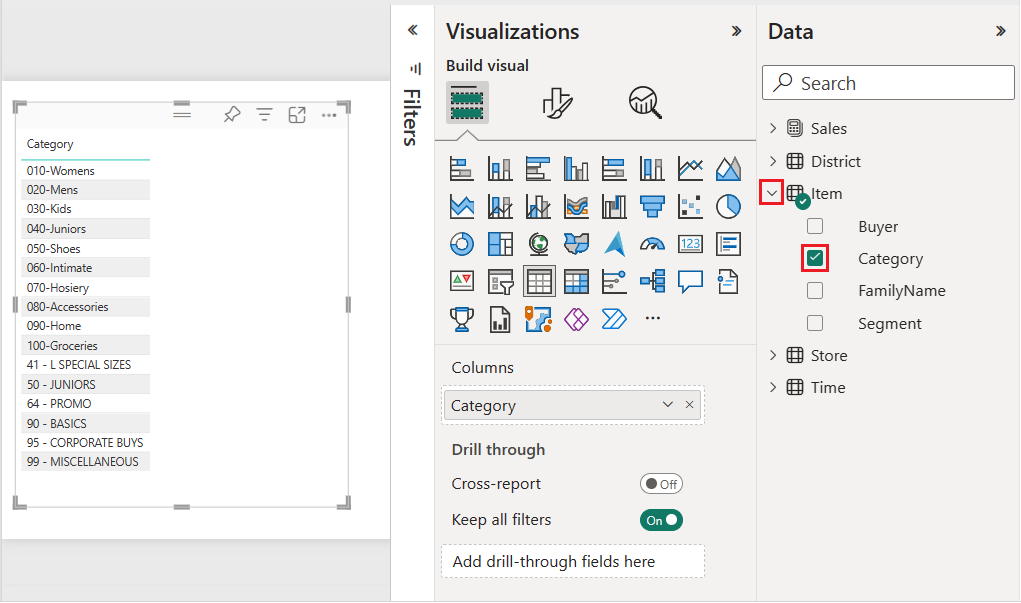 Category
010-Womens
020-Mens
030-Kids
040-Juniors
050-Shoes
060-Intimate
070-Hosiery
080-Accessories
090-Home
100-Groceries
41 - L SPECIAL SIZES
50 - JUNIORS
64 - PROMO
90 - BASICS
95 - CORPORATE BUYS
99 - MISCELLANEOUS
Filters
Visualizations
Build visual
123
Columns
Category
Drill through
Cross-report
Off
Keep all filters
On
Add drill-through fields here
Data
Search
Sales
District
Item
Buyer
Category
FamilyName
Segment
Store
Time